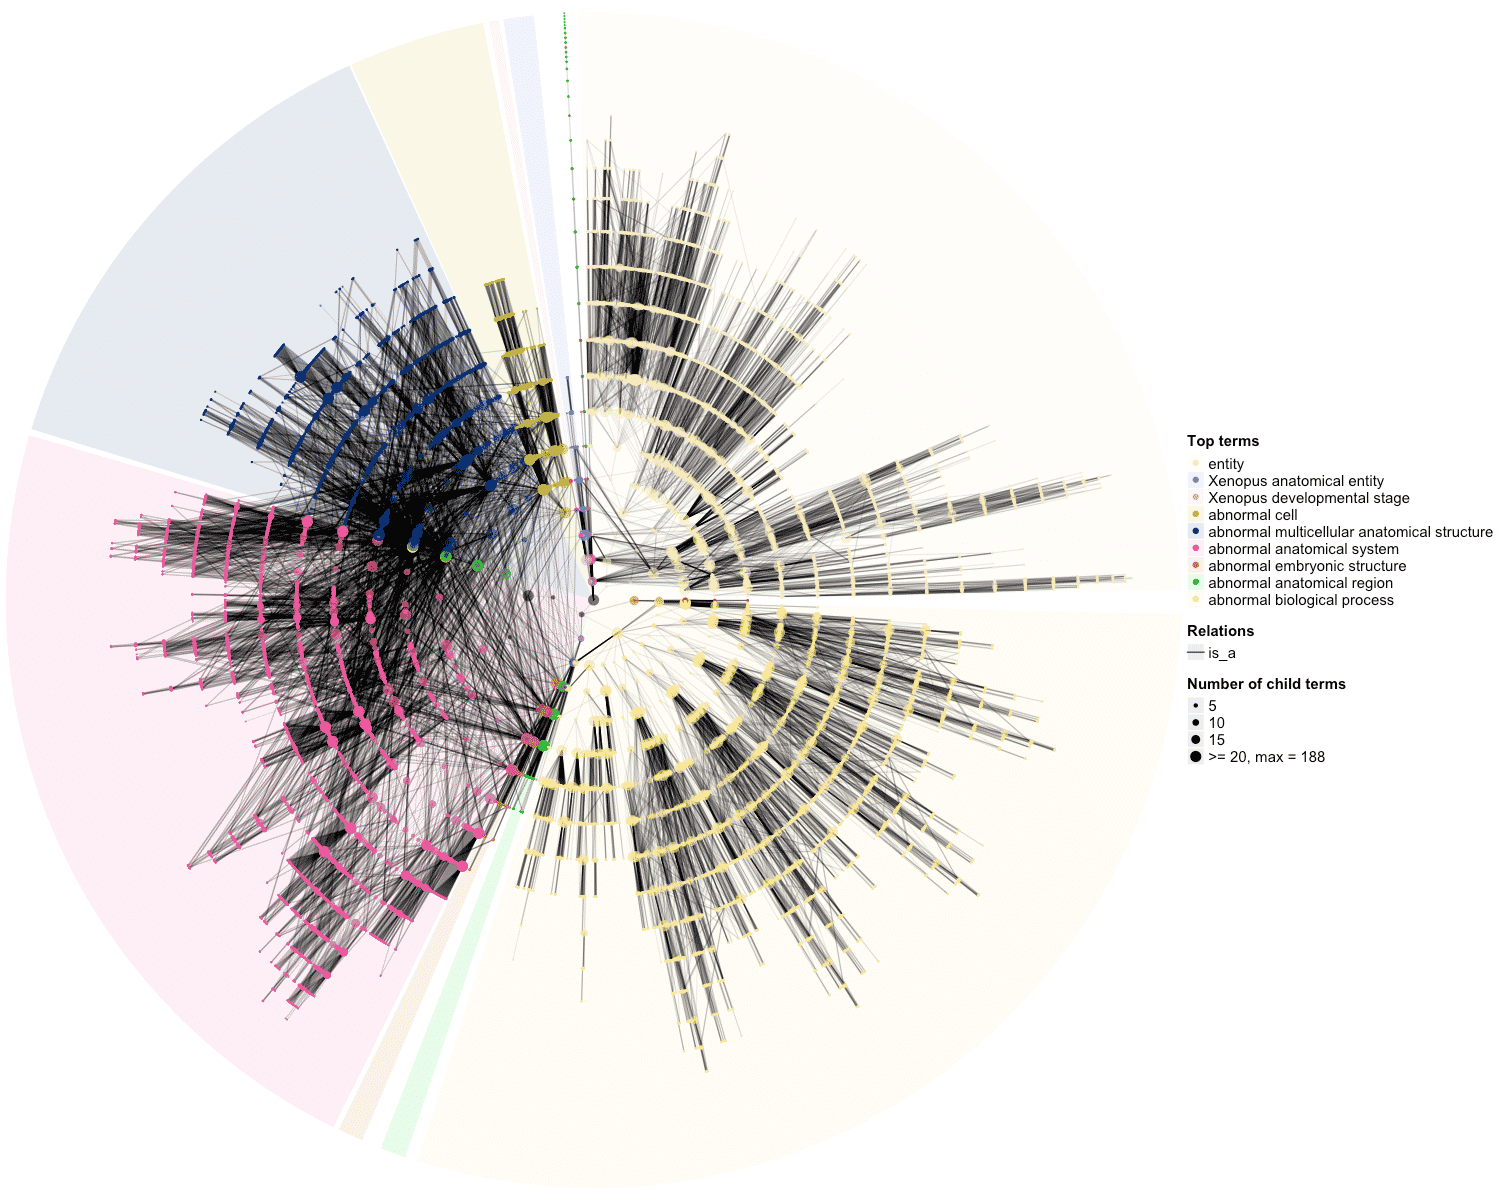 Top terms
entity
Xenopus anatomical entity
Xenopus developmental stage
abnormal cell
abnormal multicellular anatomical structure
abnormal anatomical system
abnormal embryonic structure
abnormal anatomical region
abnormal biological process
Relations
is_a
Number of child terms
5
10
15
>= 20, max = 188